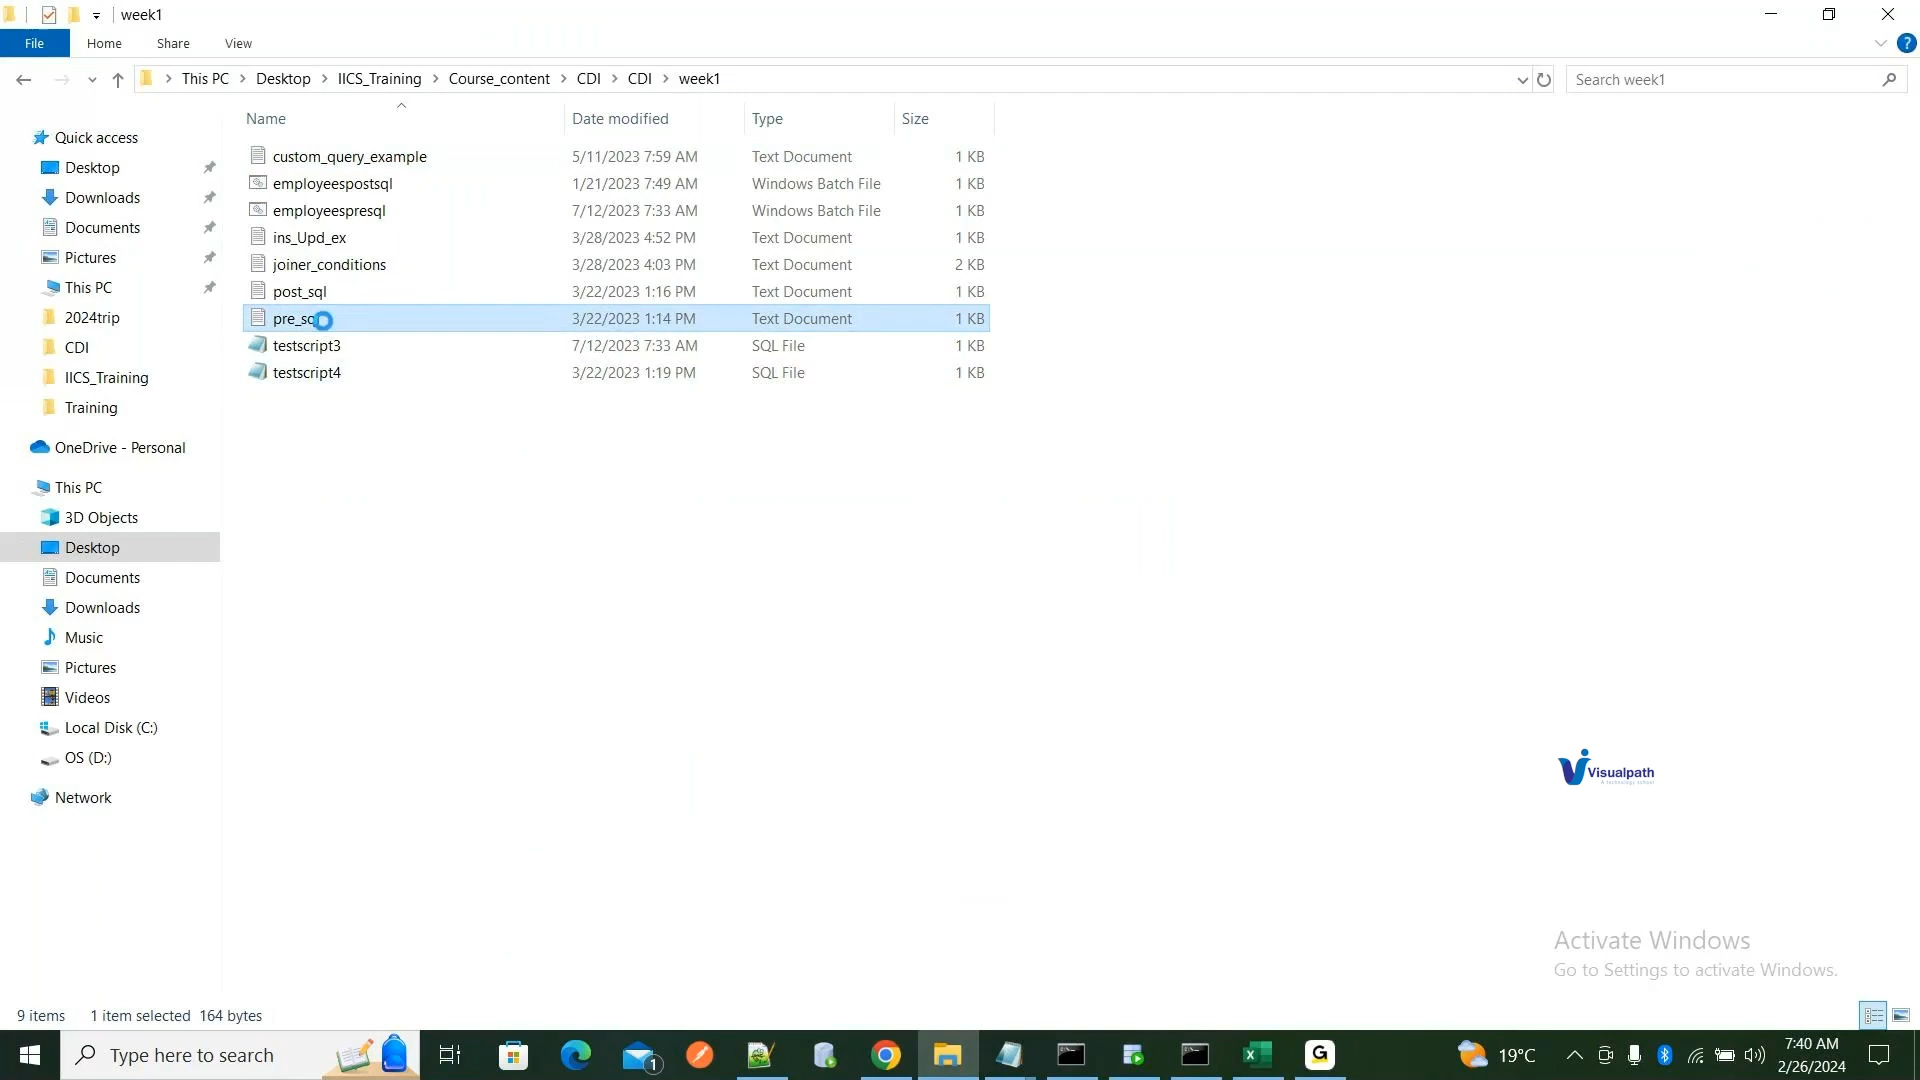 week1
File Home Share View
This PC Desktop IICS_Training Course_content CDI CDI week1 Search week1
Name Date modified Type Size
Quick access
Desktop
Downloads
Documents
Pictures
This PC
2024trip
CDI
IICS_Training
Training
OneDrive - Personal
This PC
3D Objects
Desktop
Documents
Downloads
Music
Pictures
Videos
Local Disk (C:)
OS (D:)
Network
custom_query_example 5/11/2023 7:59 AM Text Document 1 KB
employeespostsql 1/21/2023 7:49 AM Windows Batch File 1 KB
employeespresql 7/12/2023 7:33 AM Windows Batch File 1 KB
ins_Upd_ex 3/28/2023 4:52 PM Text Document 1 KB
joiner_conditions 3/28/2023 4:03 PM Text Document 2 KB
post_sql 3/22/2023 1:16 PM Text Document 1 KB
3/22/2023 1:14 PM Text Document 1 KB
testscript3 7/12/2023 7:33 AM SQL File 1 KB
testscript4 3/22/2023 1:19 PM SQL File 1 KB
Visualpath
Activate Windows
Go to Settings to activate Windows.
9 items 1 item selected 164 bytes
Type here to search 1 G 19°C 7:40 AM
2/26/2024